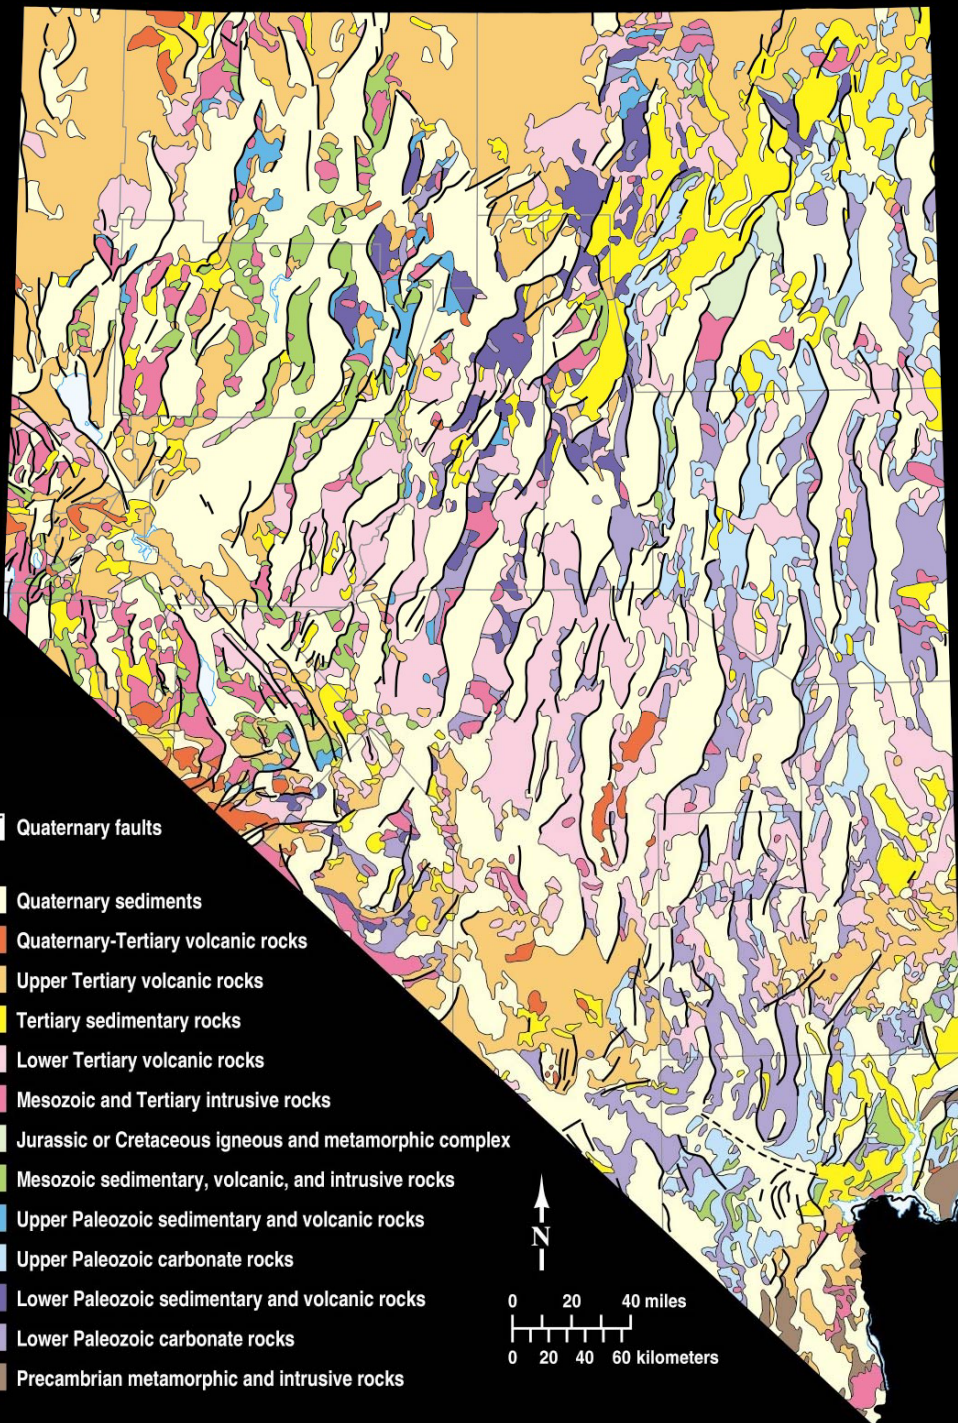 Quaternary faults
Quaternary sediments
Quaternary-Tertiary volcanic rocks
Upper Tertiary volcanic rocks
Tertiary sedimentary rocks
Lower Tertiary volcanic rocks
Mesozoic and Tertiary intrusive rocks
Jurassic or Cretaceous igneous and metamorphic complex
Mesozoic sedimentary, volcanic, and intrusive rocks
Upper Paleozoic sedimentary and volcanic rocks
Upper Paleozoic carbonate rocks
Lower Paleozoic sedimentary and volcanic rocks
Lower Paleozoic carbonate rocks
Precambrian metamorphic and intrusive rocks
N
0 20 40 miles
0 20 40 60 kilometers